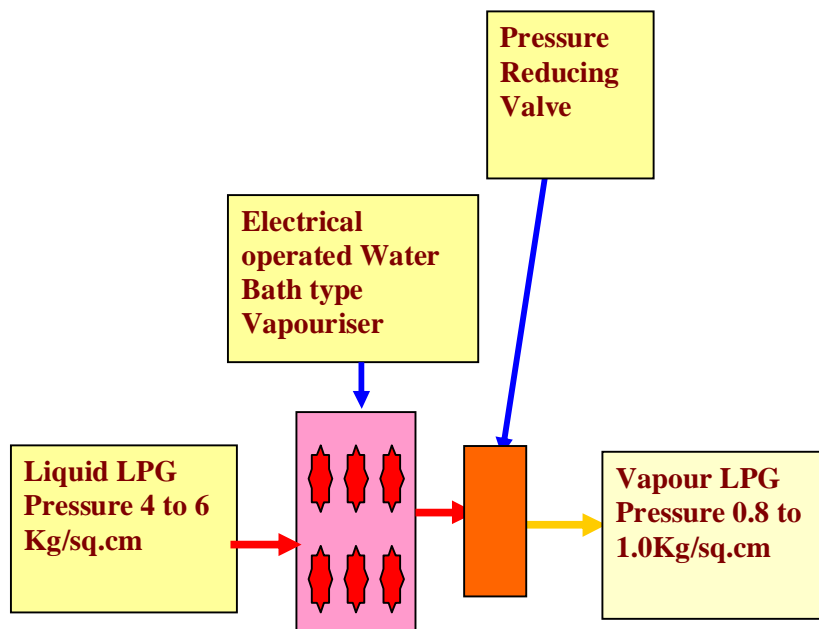 Pressure
Reducing
Valve
Electrical
operated Water
Bath type
Vapouriser
Liquid LPG
Pressure 4 to 6
Kg/sq.cm
Vapour LPG
Pressure 0.8 to
1.0Kg/sq.cm